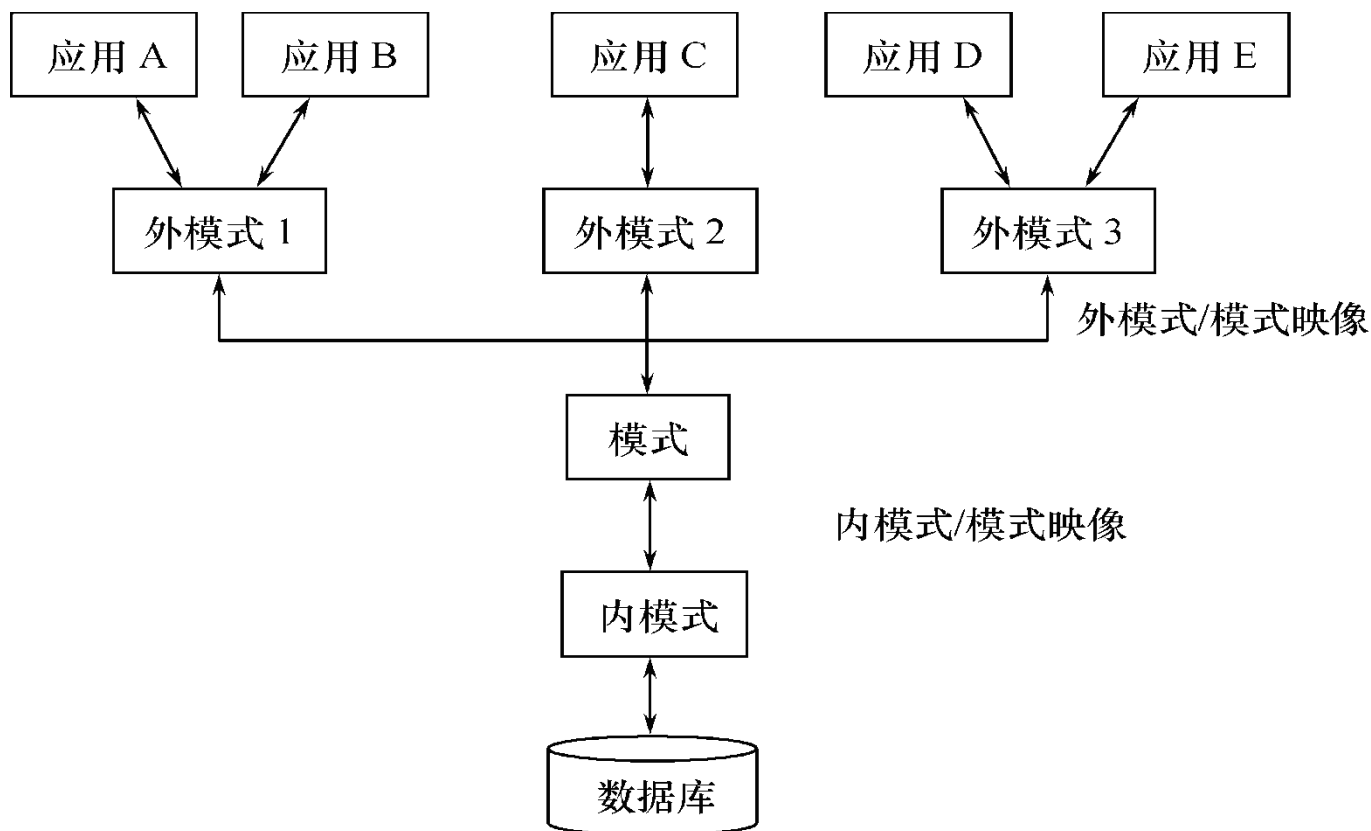 应用 A
应用 B
应用 C
应用 D
应用 E
外模式 1
外模式 2
外模式 3
外模式/模式映像
模式
内模式/模式映像
内模式
数据库